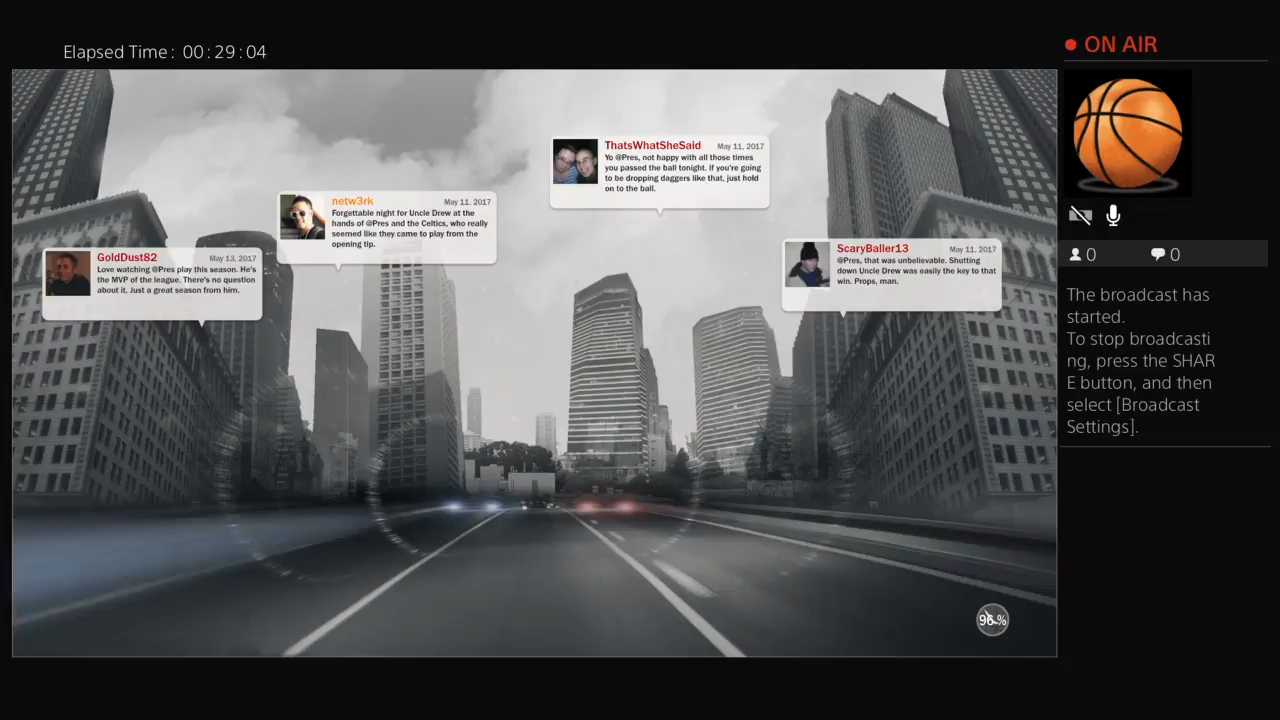 Elapsed Time: 00:29:04
ON AIR
ThatsWhatSheSaid May 11, 2017
Yo @Pres, not happy with all those times
you passed the ball tonight. If you're going
to be dropping daggers like that, just hold
on to the ball.
netw3rk May 11, 2017
Forgettable night for Uncle Drew at the
hands of @Pres and the Celtics, who really
seemed like they came to play from the
opening tip.
GoldDust82 May 13, 2017
Love watching @Pres play this season. He's
the MVP of the league. There's no question
about it. Just a great season from him.
ScaryBaller13 May 11, 2017
@Pres, that was unbelievable. Shutting
down Uncle Drew was easily the key to that
win. Props, man.
96%
0 0
The broadcast has
started.
To stop broadcasti
ng, press the SHAR
E button, and then
select [Broadcast
Settings].